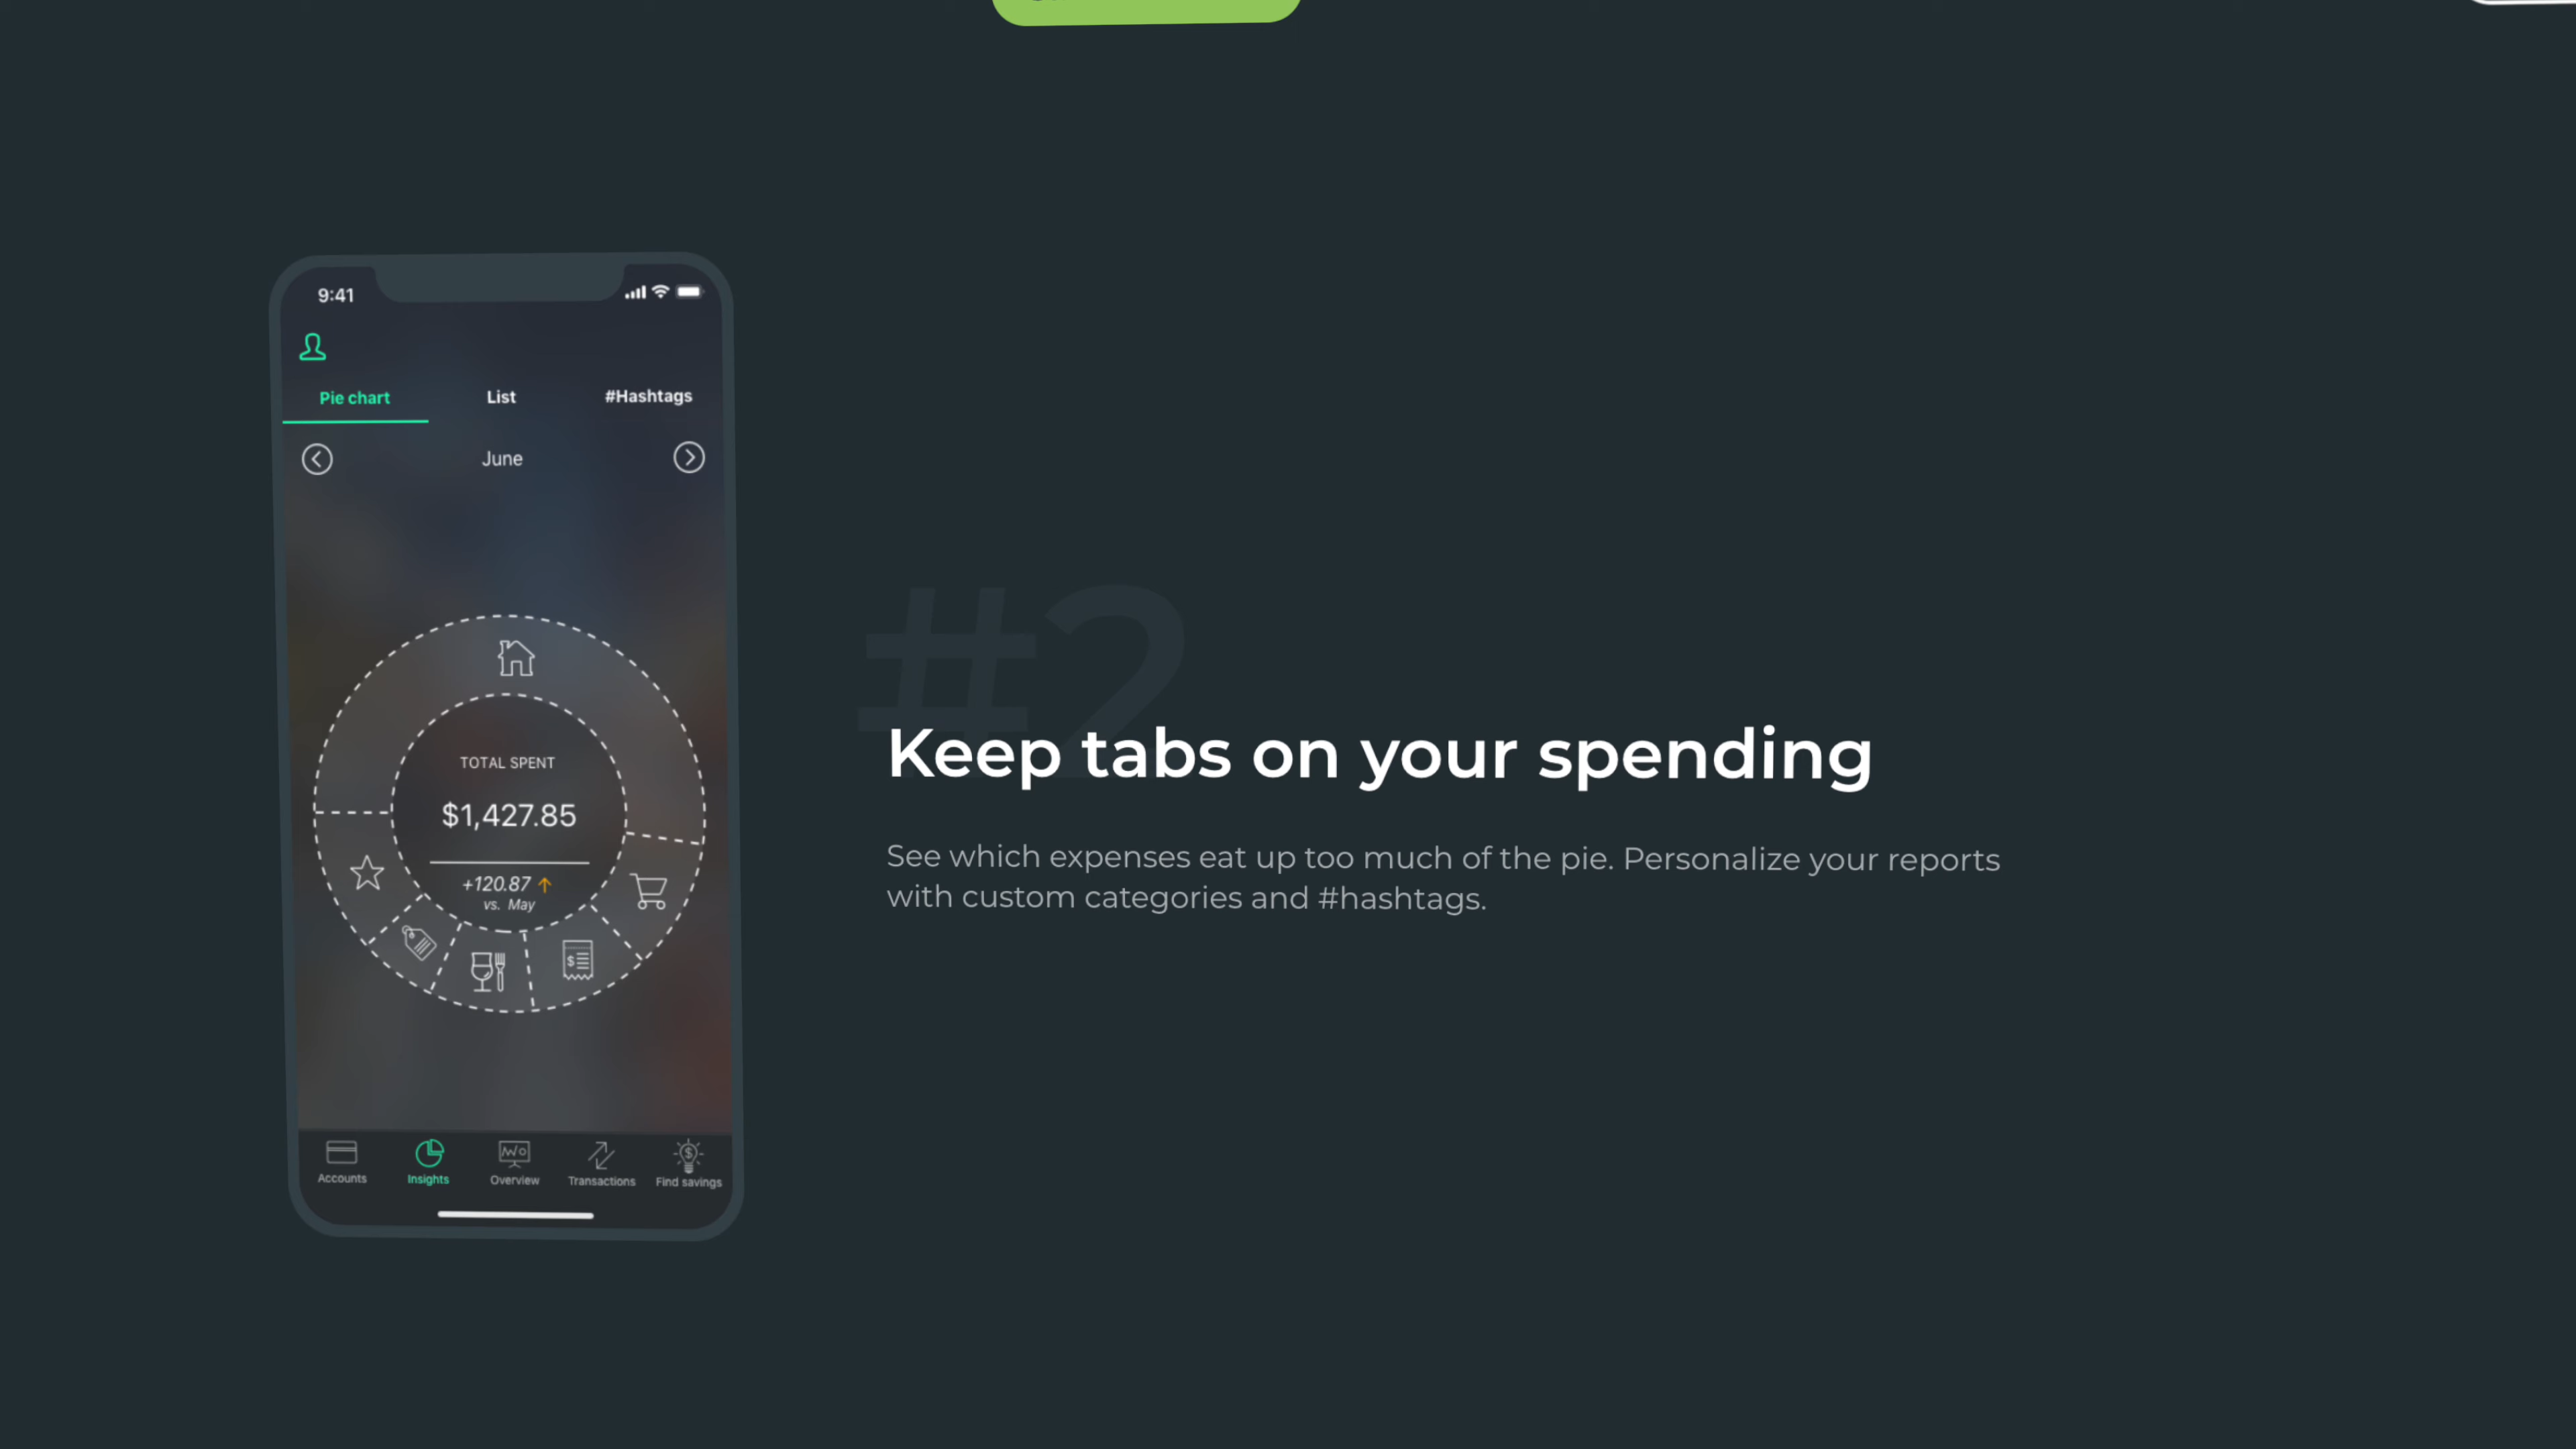 9:41
Pie chart
List
#Hashtags
June
TOTAL SPENT
$1,427.85
+120.87
vs. May
$
Accounts
Insights
Overview
Transactions
$
Find savings
#2
Keep tabs on your spending
See which expenses eat up too much of the pie. Personalize your reports
with custom categories and #hashtags.